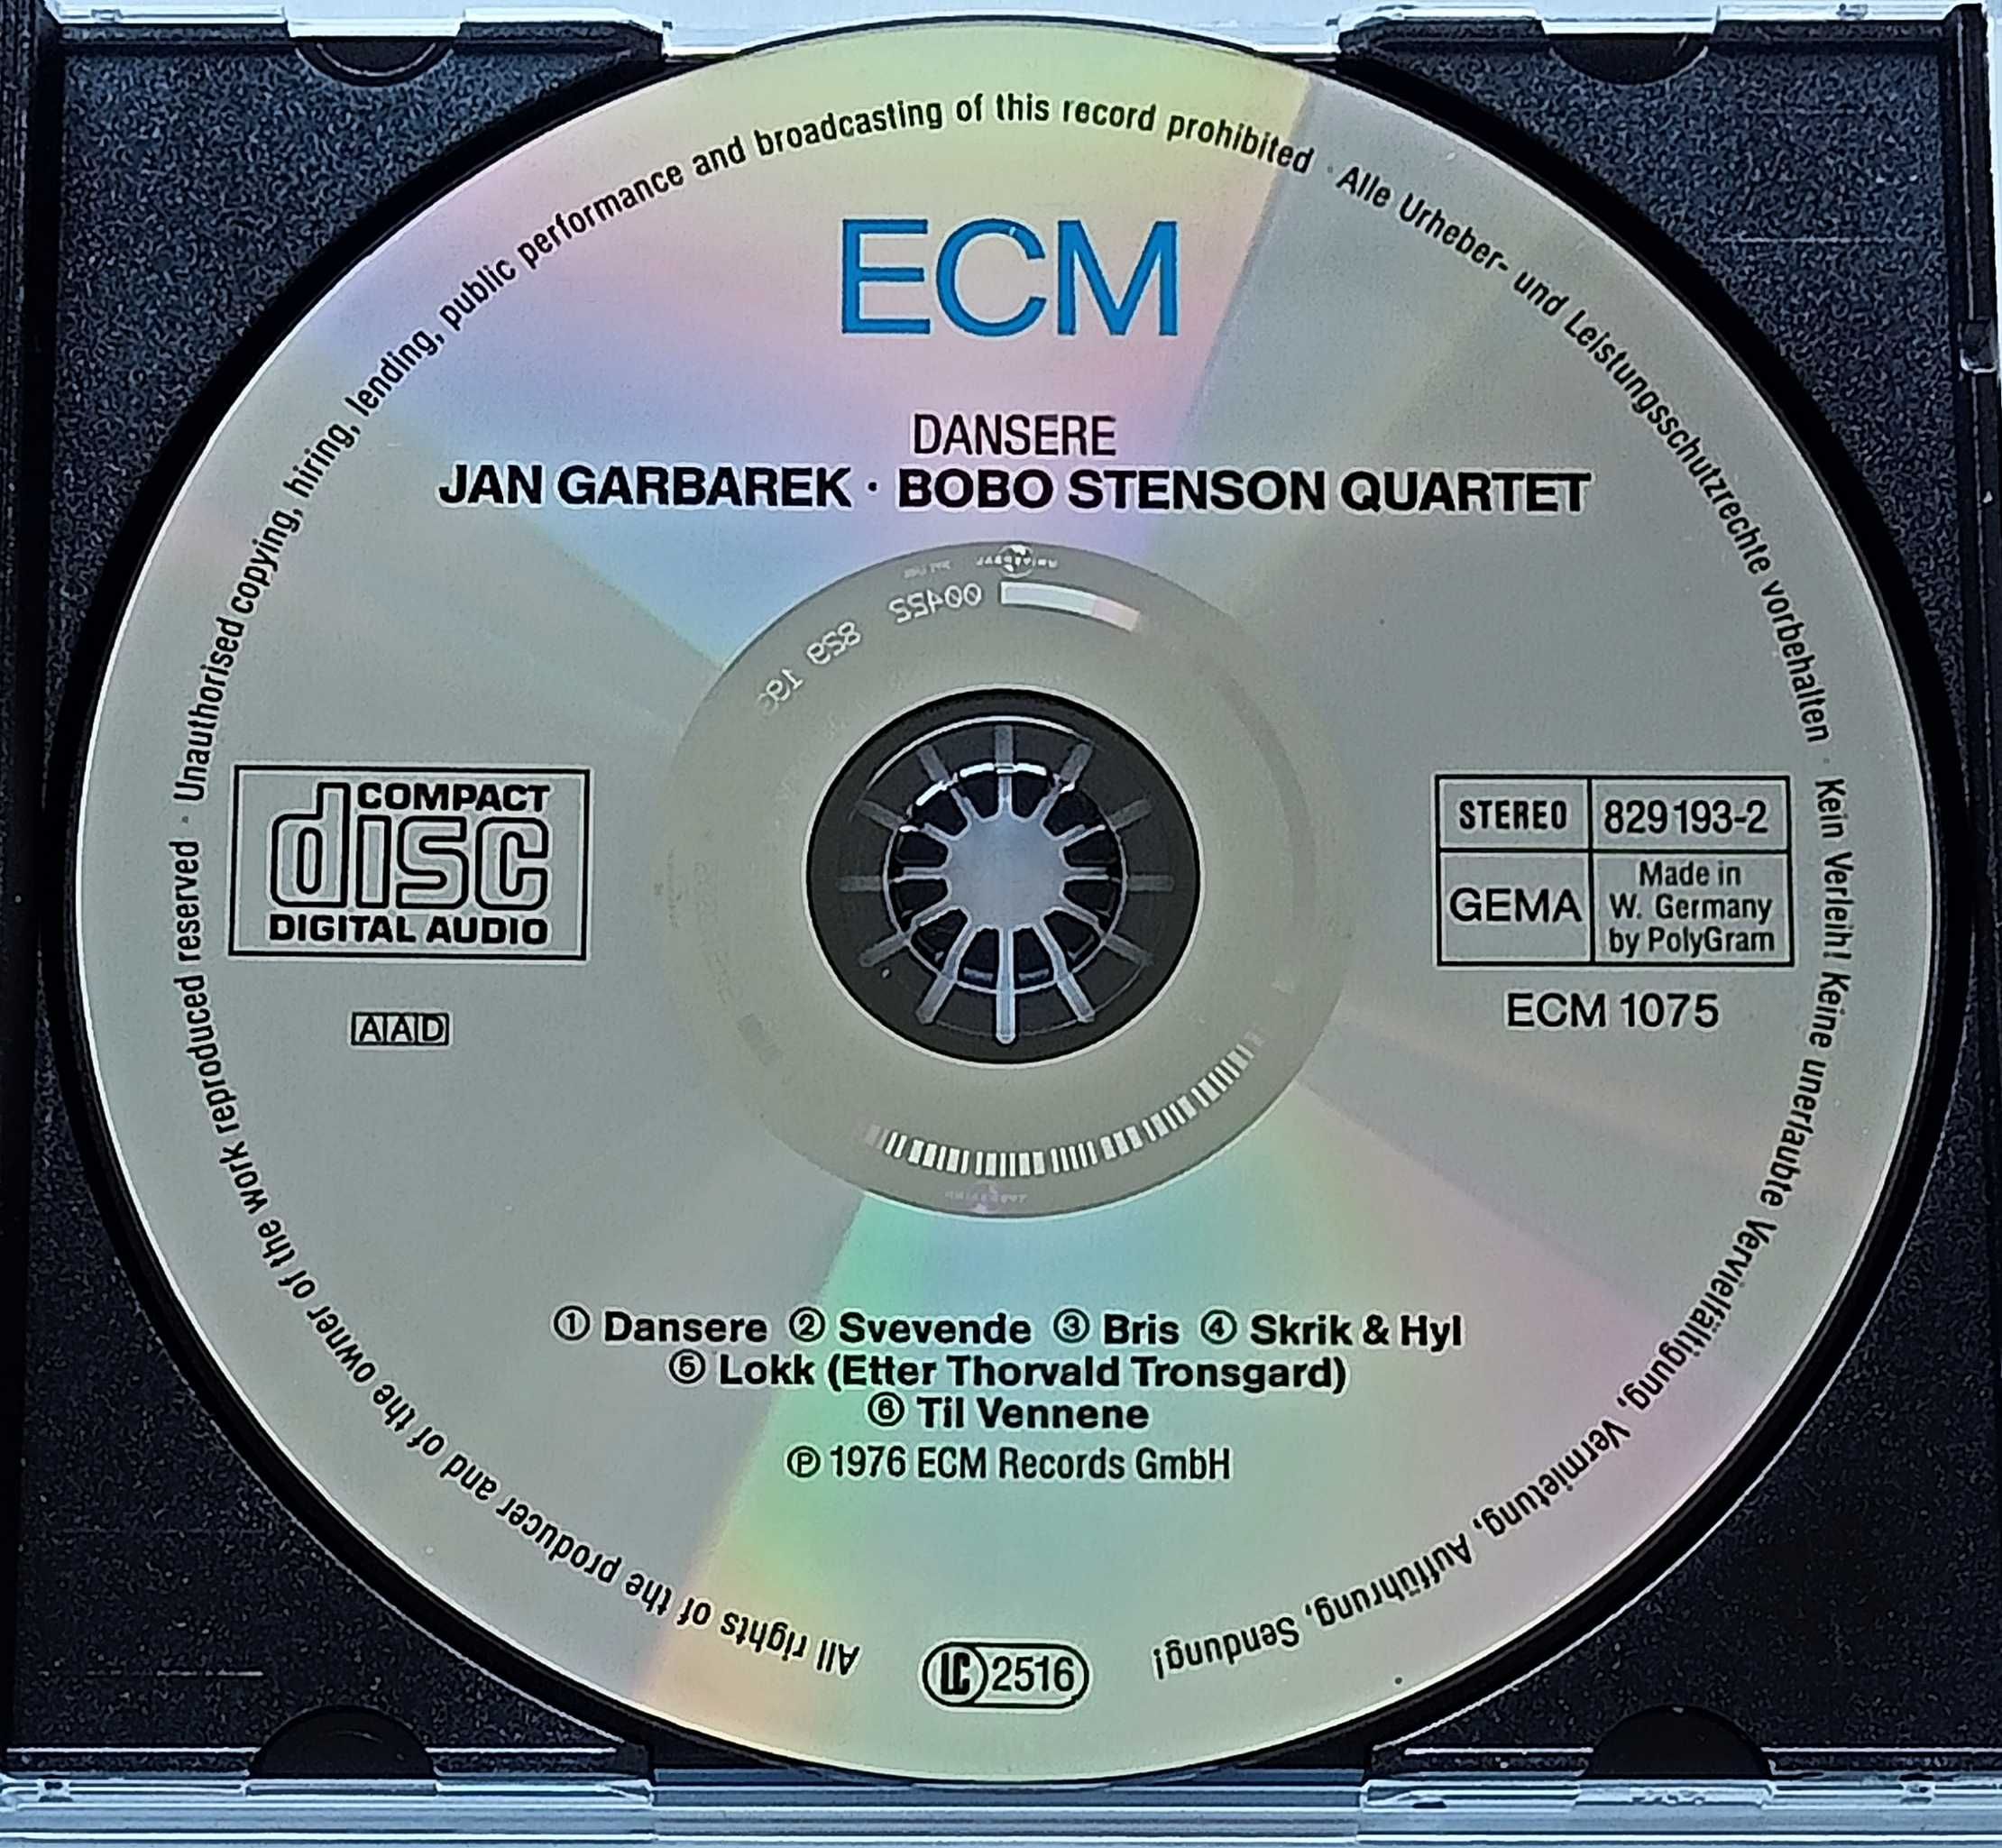 ECM
DANSERE
JAN GARBAREK · BOBO STENSON QUARTET
00422 829 19
COMPACT
disc
DIGITAL AUDIO
AAD
STEREO 829 193-2
GEMA Made in
W. Germany
by PolyGram
ECM 1075
① Dansere ② Svevende ③ Bris ④ Skrik & Hyl
⑤ Lokk (Etter Thorvald Tronsgard)
⑥ Til Vennene
Ⓟ 1976 ECM Records GmbH
LC 2516
All rights of the producer and of the owner of the work reproduced reserved · Unauthorised copying, hiring, lending, public performance and broadcasting of this record prohibited · Alle Urheber- und Leistungsschutzrechte vorbehalten · Kein Verleih! Keine unerlaubte Vervielfältigung, Vermietung, Aufführung, Sendung!